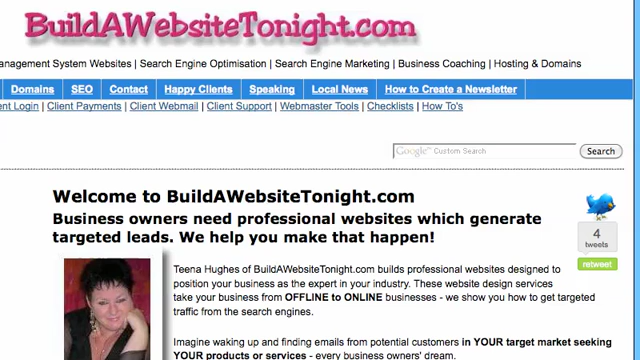 BuildAWebsiteTonight.com
anagement System Websites | Search Engine Optimisation | Search Engine Marketing | Business Coaching | Hosting & Domains
Domains SEO Contact Happy Clients Speaking Local News How to Create a Newsletter
ent Login | Client Payments | Client Webmail | Client Support | Webmaster Tools | Checklists | How To's
Google™ Custom Search Search
Welcome to BuildAWebsiteTonight.com
Business owners need professional websites which generate
targeted leads. We help you make that happen!
4
tweets
retweet
Teena Hughes of BuildAWebsiteTonight.com builds professional websites designed to
position your business as the expert in your industry. These website design services
take your business from OFFLINE to ONLINE businesses - we show you how to get targeted
traffic from the search engines.
Imagine waking up and finding emails from potential customers in YOUR target market seeking
YOUR products or services - every business owners' dream.